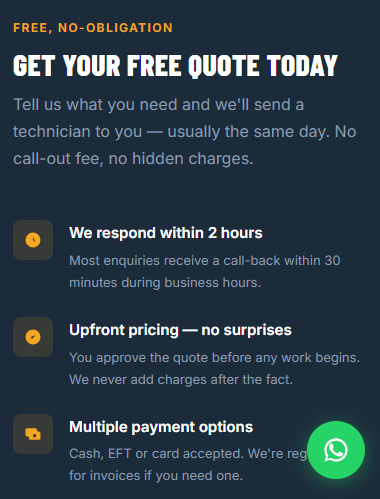 FREE, NO-OBLIGATION
GET YOUR FREE QUOTE TODAY
Tell us what you need and we'll send a
technician to you — usually the same day. No
call-out fee, no hidden charges.
We respond within 2 hours
Most enquiries receive a call-back within 30
minutes during business hours.
Upfront pricing — no surprises
You approve the quote before any work begins.
We never add charges after the fact.
Multiple payment options
Cash, EFT or card accepted. We're
for invoices if you need one.